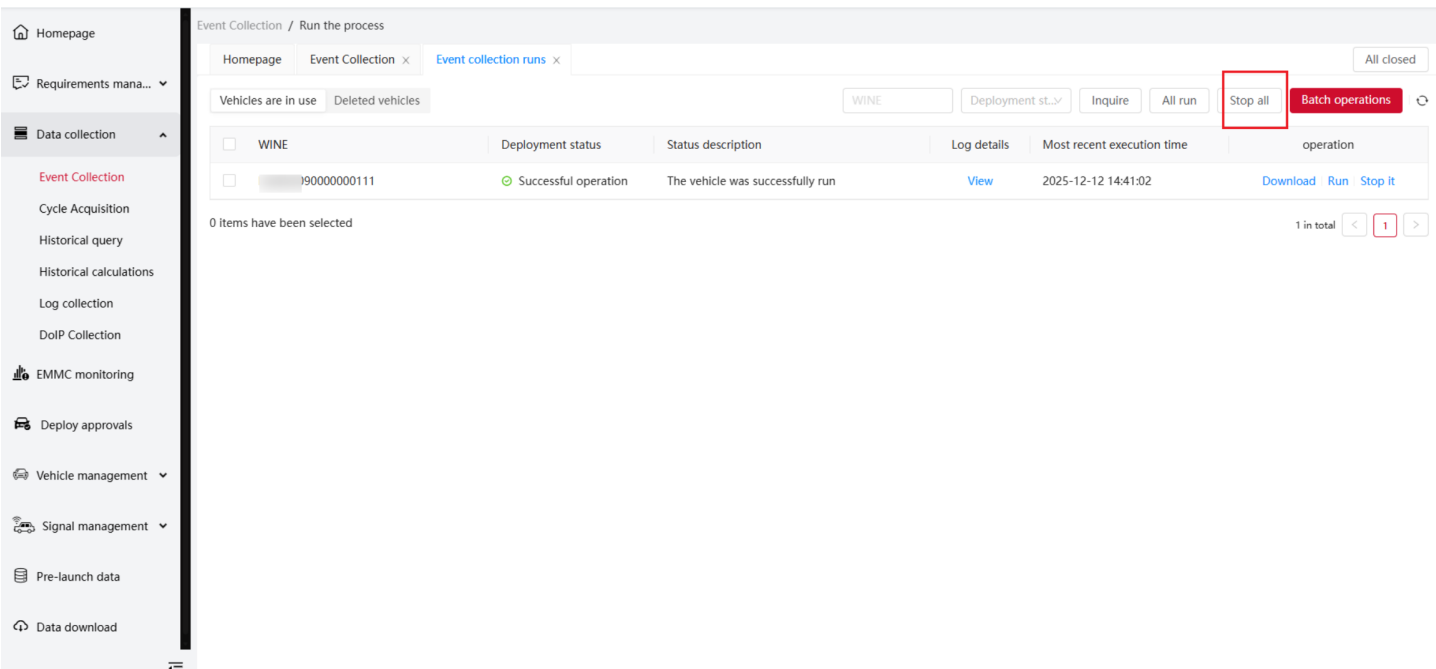 Homepage
Requirements mana...
Data collection
Event Collection
Cycle Acquisition
Historical query
Historical calculations
Log collection
DoIP Collection
EMMC monitoring
Deploy approvals
Vehicle management
Signal management
Pre-launch data
Data download
Event Collection / Run the process
Homepage Event Collection × Event collection runs × All closed
Vehicles are in use Deleted vehicles WINE Deployment st... Inquire All run Stop all Batch operations
WINE Deployment status Status description Log details Most recent execution time operation
90000000111 Successful operation The vehicle was successfully run View 2025-12-12 14:41:02 Download Run Stop it
0 items have been selected 1 in total < 1 >